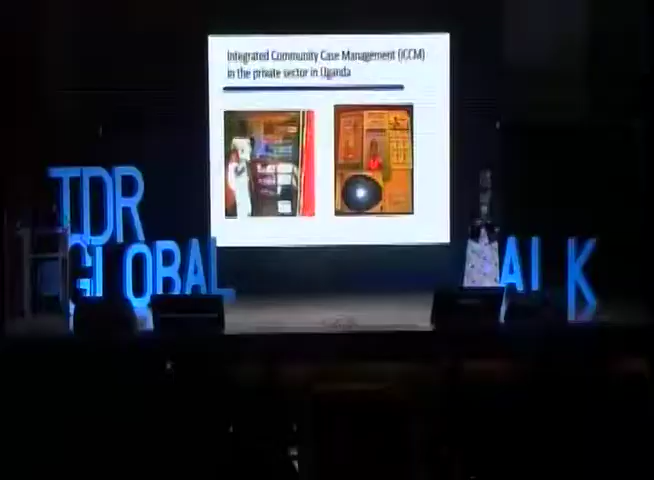 Integrated Community Case Management (ICCM)
in the private sector in Uganda
TDR
GLOBAL
ALK